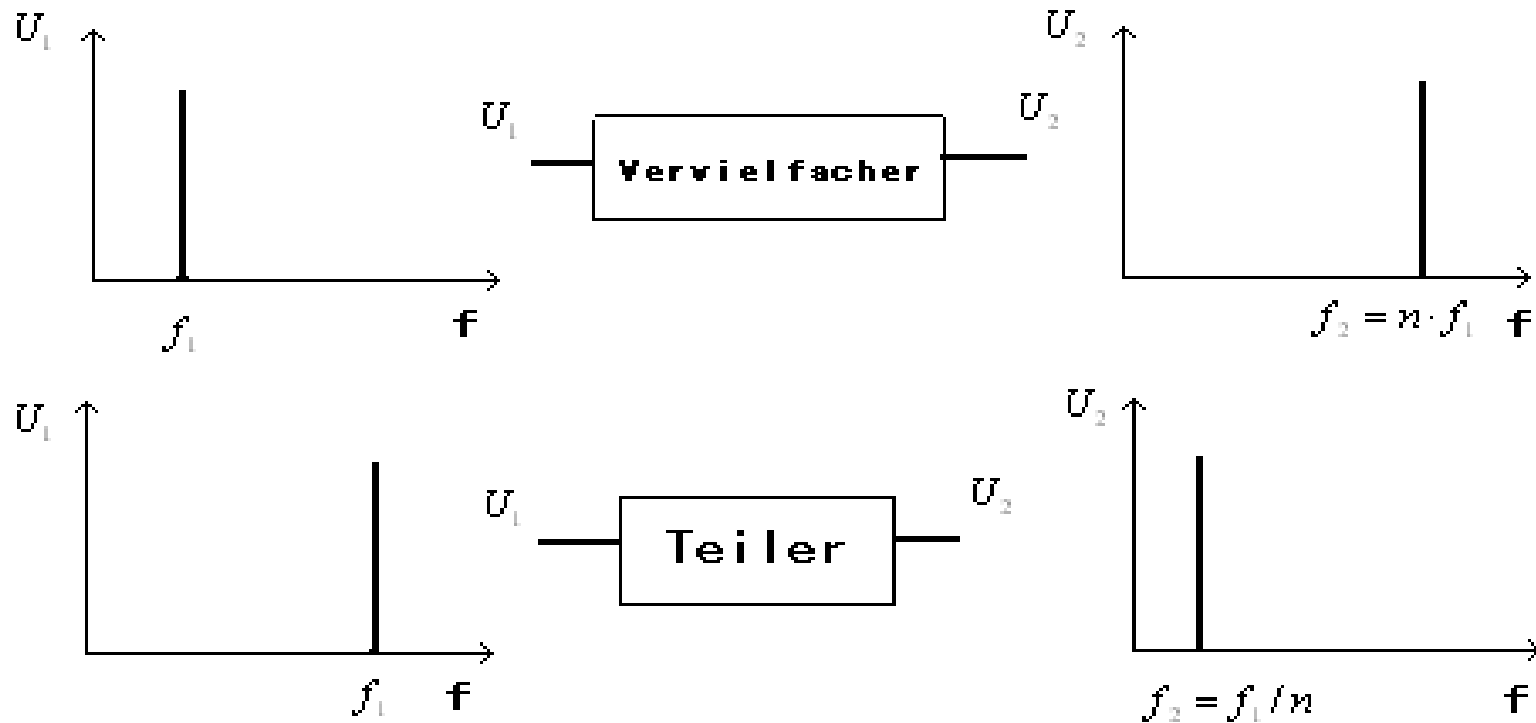 U₁
U₁
Vervielfacher
U₂
U₂
f₁
f
f₂ = n · f₁
f
U₁
U₁
Teiler
U₂
U₂
f₁
f
f₂ = f₁ / n
f